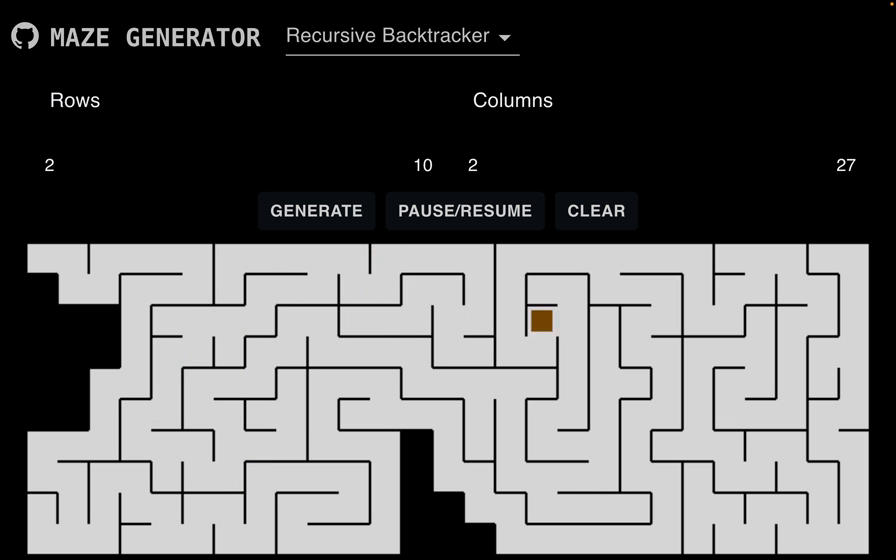 MAZE GENERATOR Recursive Backtracker
Rows Columns
2 10 2 27
GENERATE PAUSE/RESUME CLEAR